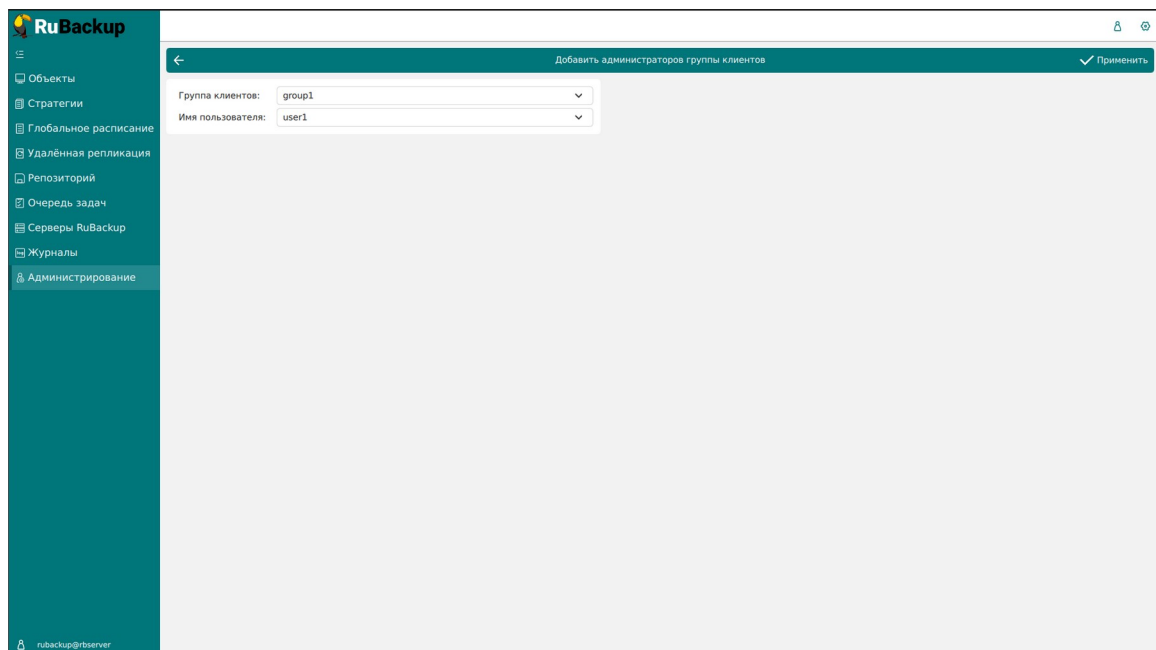 RuBackup
Добавить администраторов группы клиентов
Применить
Объекты
Стратегии
Глобальное расписание
Удалённая репликация
Репозиторий
Очередь задач
Серверы RuBackup
Журналы
Администрирование
Группа клиентов: group1
Имя пользователя: user1
rubackup@rbserver